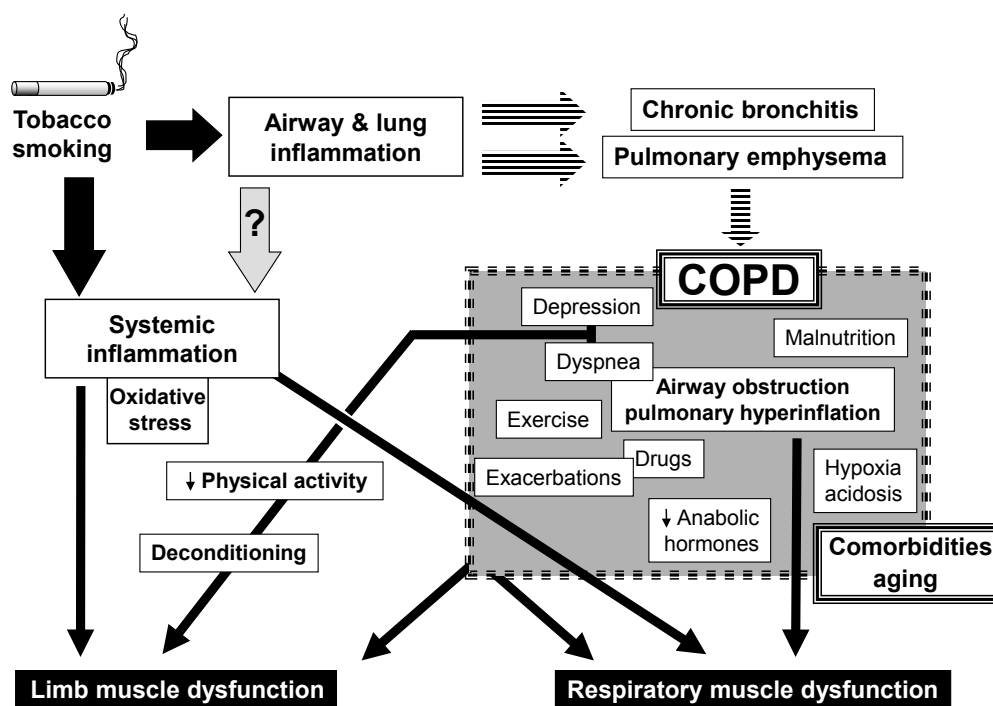 Tobacco
smoking
Airway & lung
inflammation
Chronic bronchitis
Pulmonary emphysema
?
COPD
Systemic
inflammation
Oxidative
stress
Depression
Dyspnea
Malnutrition
Airway obstruction
pulmonary hyperinflation
Exercise
Drugs
Exacerbations
Hypoxia
acidosis
↓ Physical activity
↓ Anabolic
hormones
Deconditioning
Comorbidities
aging
Limb muscle dysfunction
Respiratory muscle dysfunction